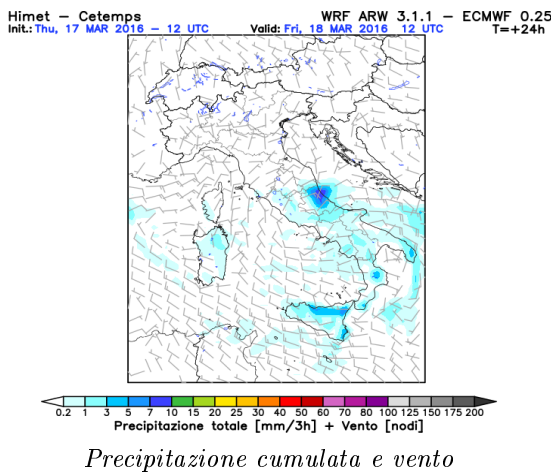 Himet – Cetemps WRF ARW 3.1.1 – ECMWF 0.25
Init.: Thu, 17 MAR 2016 – 12 UTC Valid: Fri, 18 MAR 2016 12 UTC T=+24h
0.2 1 3 5 7 10 15 20 25 30 40 50 60 70 80 100 125 150 175 200
Precipitazione totale [mm/3h] + Vento [nodi]
Precipitazione cumulata e vento